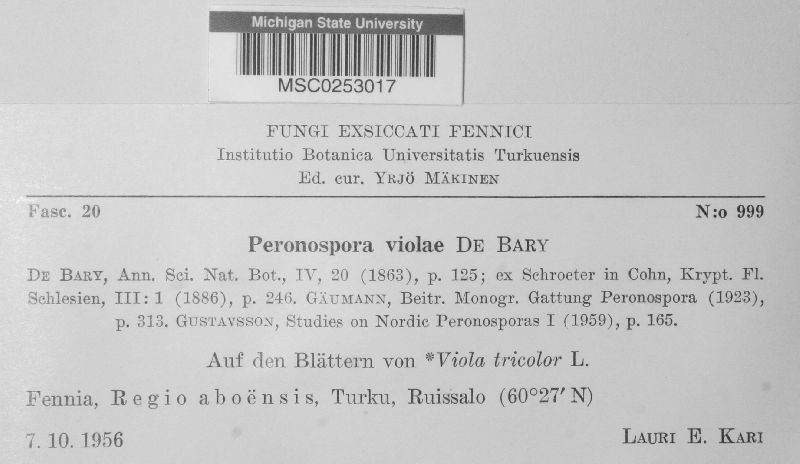 Michigan State University
MSC0253017
FUNGI EXSICCATI FENNICI
Institutio Botanica Universitatis Turkuensis
Ed. cur. YRJÖ MÄKINEN
Fasc. 20 N:o 999
Peronospora violae DE BARY
DE BARY, Ann. Sci. Nat. Bot., IV, 20 (1863), p. 125; ex Schroeter in Cohn, Krypt. Fl.
Schlesien, III: 1 (1886), p. 246. GÄUMANN, Beitr. Monogr. Gattung Peronospora (1923),
p. 313. GUSTAVSSON, Studies on Nordic Peronosporas I (1959), p. 165.
Auf den Blättern von *Viola tricolor L.
Fennia, Regio aboënsis, Turku, Ruissalo (60°27′ N)
7. 10. 1956 LAURI E. KARI